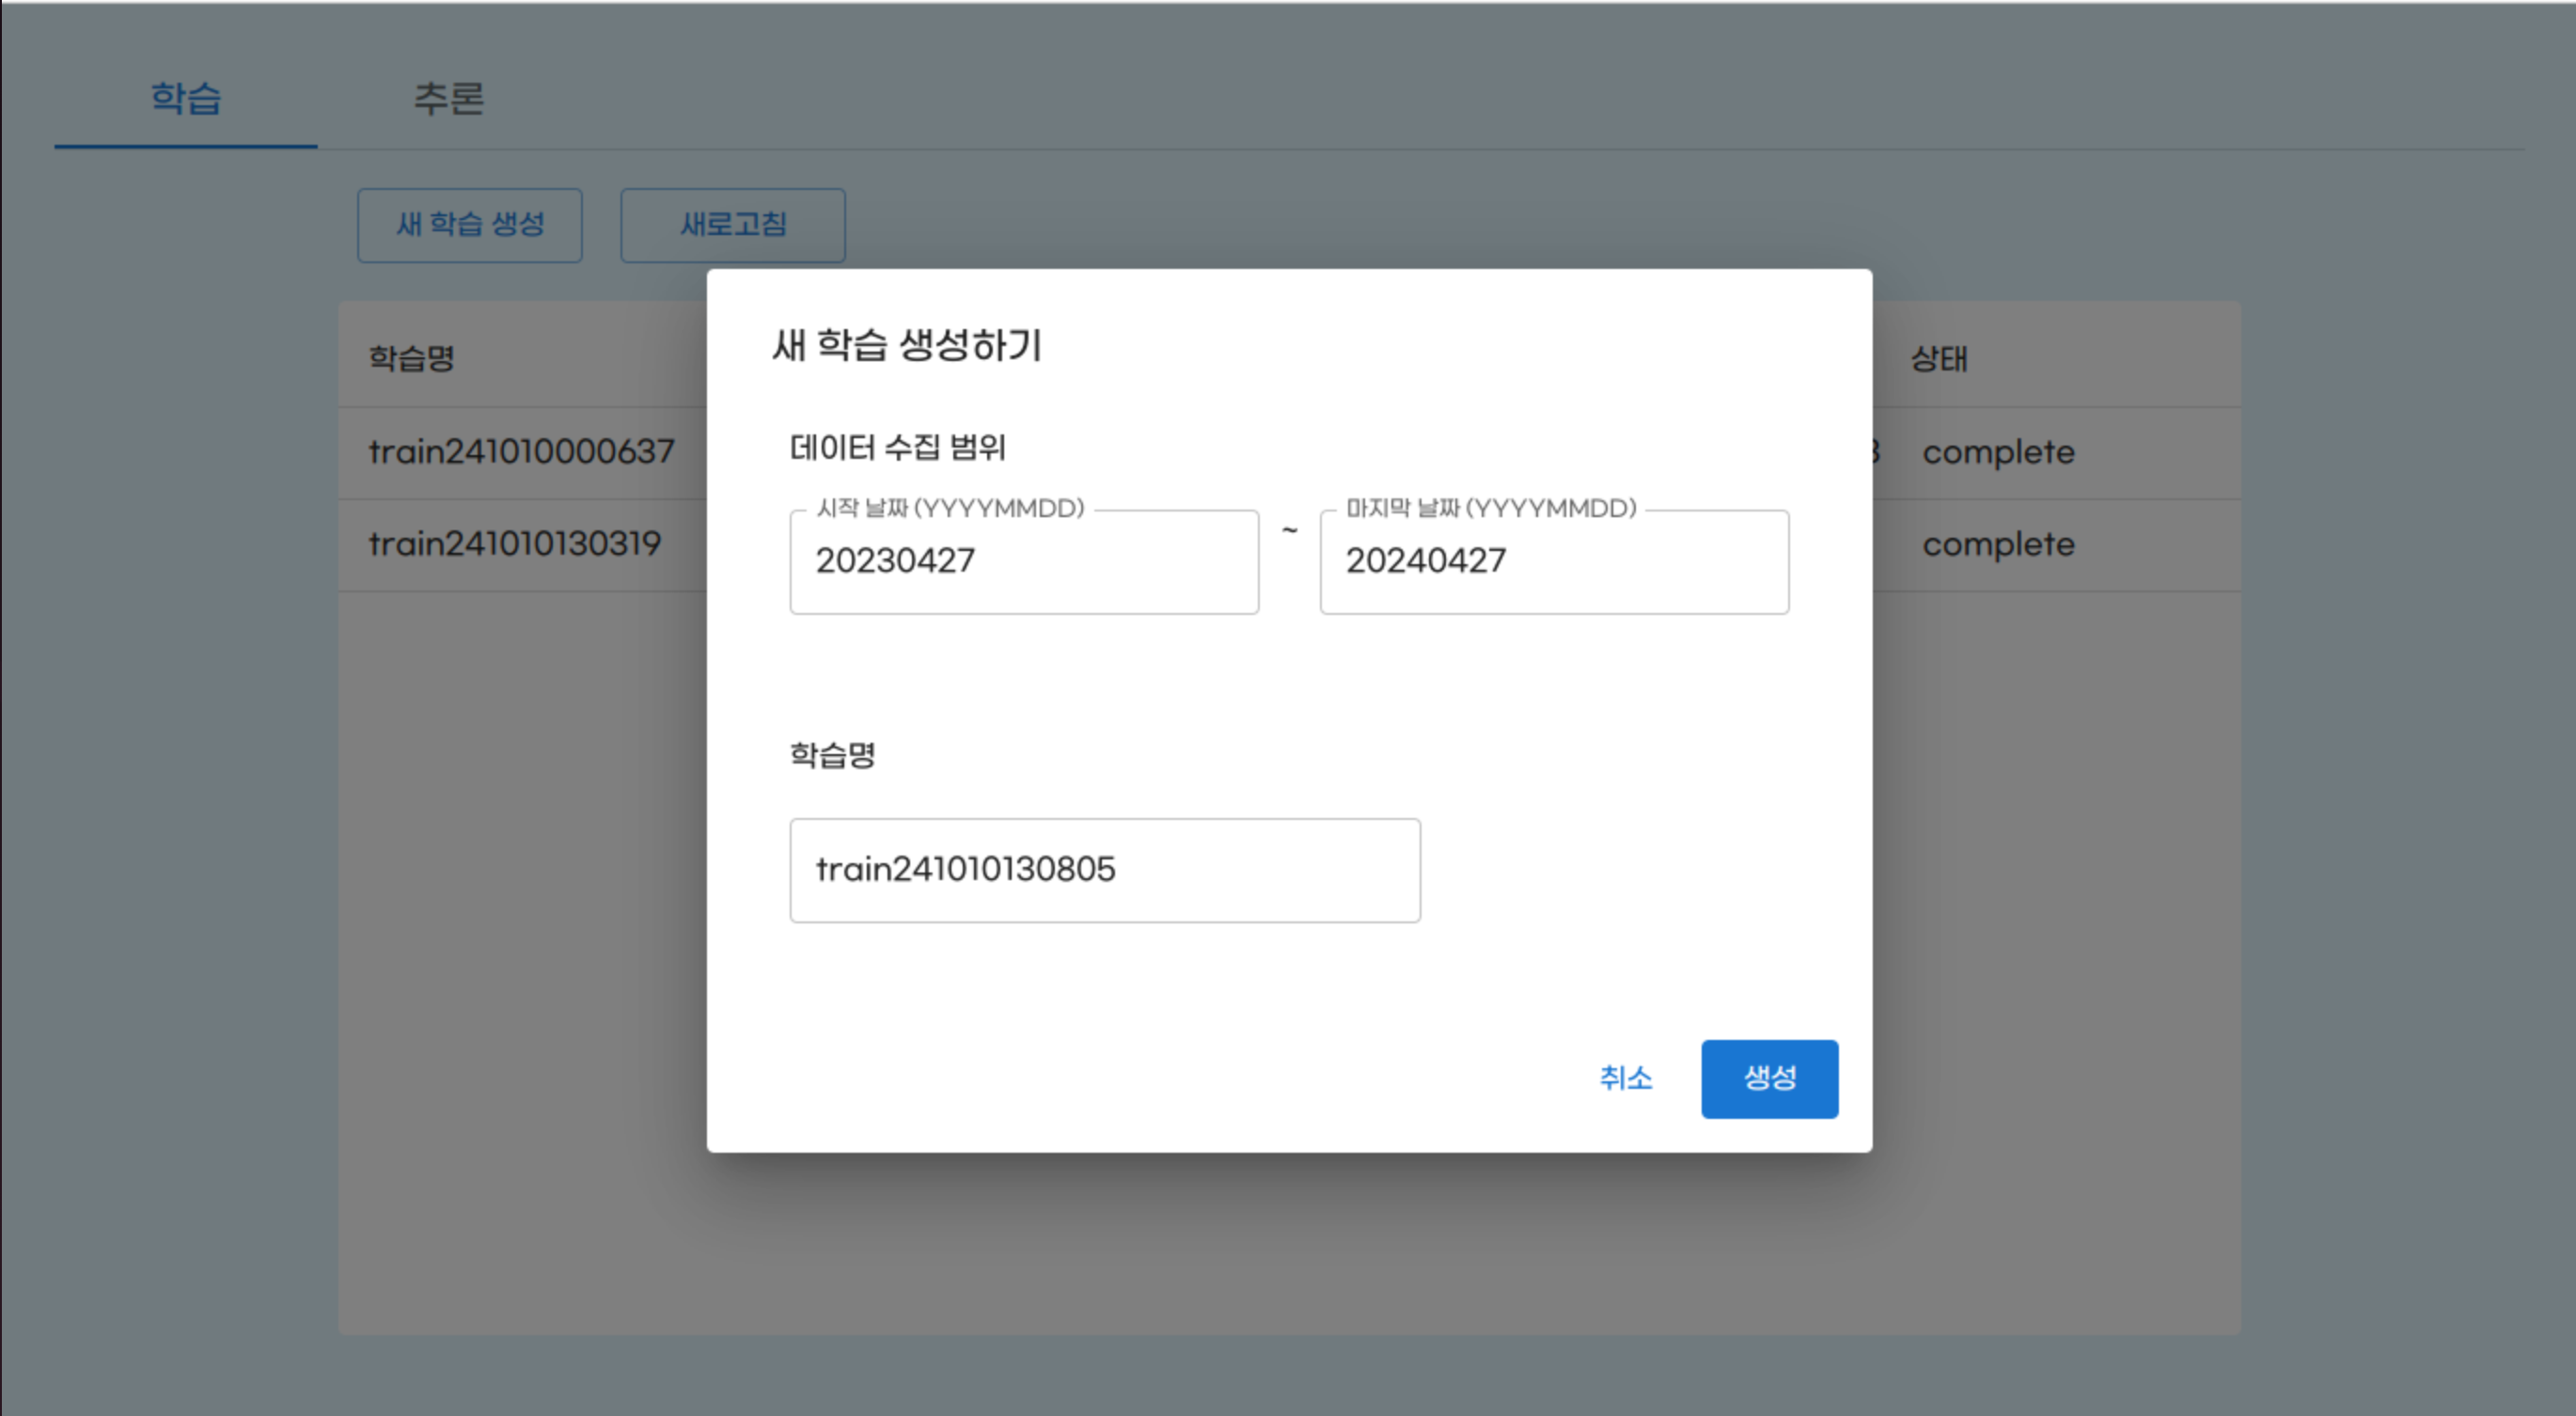 학습 추론
새 학습 생성 새로고침
학습명 상태
train241010000637 complete
train241010130319 complete
새 학습 생성하기
데이터 수집 범위
시작 날짜 (YYYYMMDD) 마지막 날짜 (YYYYMMDD)
20230427 ~ 20240427
학습명
train241010130805
취소 생성